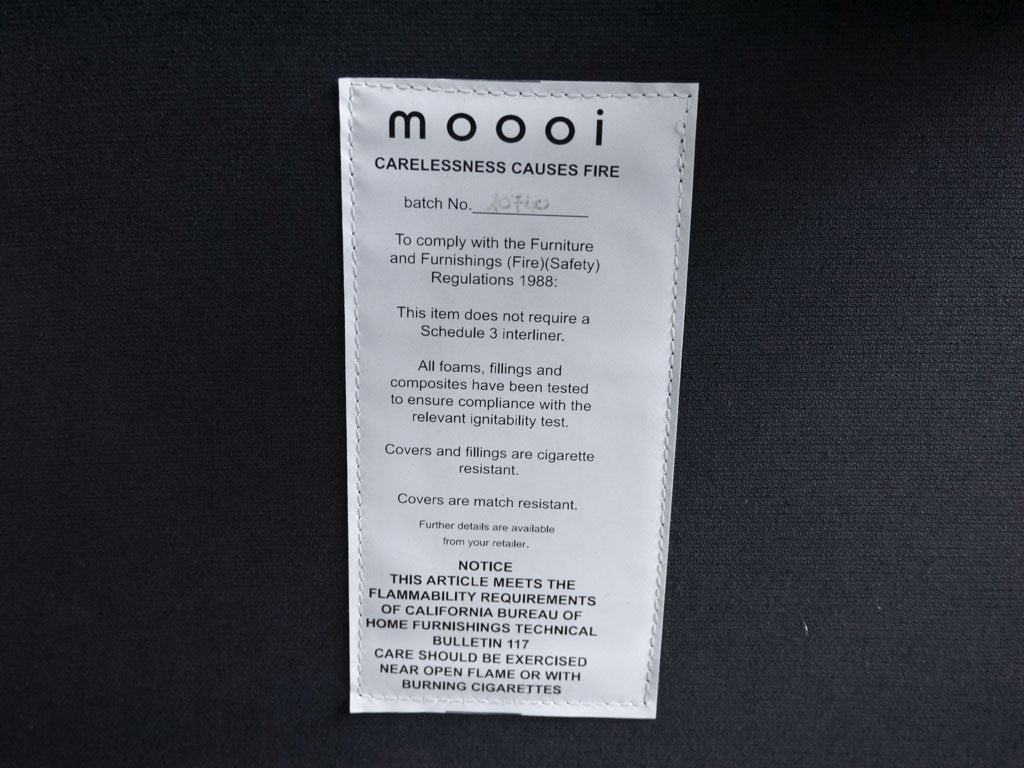 moooi
CARELESSNESS CAUSES FIRE
batch No.
To comply with the Furniture
and Furnishings (Fire)(Safety)
Regulations 1988:
This item does not require a
Schedule 3 interliner.
All foams, fillings and
composites have been tested
to ensure compliance with the
relevant ignitability test.
Covers and fillings are cigarette
resistant.
Covers are match resistant.
Further details are available
from your retailer.
NOTICE
THIS ARTICLE MEETS THE
FLAMMABILITY REQUIREMENTS
OF CALIFORNIA BUREAU OF
HOME FURNISHINGS TECHNICAL
BULLETIN 117
CARE SHOULD BE EXERCISED
NEAR OPEN FLAME OR WITH
BURNING CIGARETTES